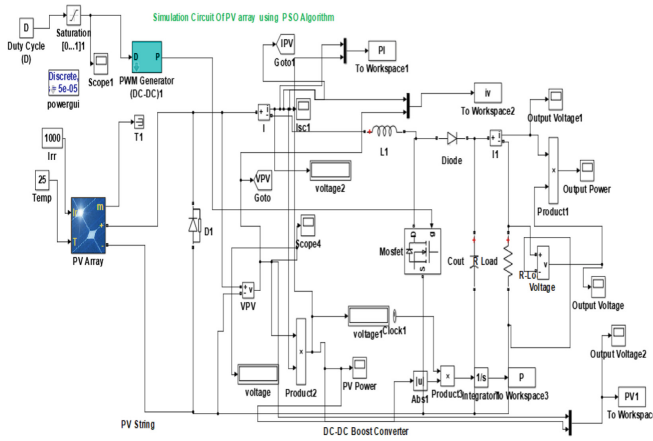 Simulation Circuit Of PV array using PSO Algorithm
D
Duty Cycle
(D)
Saturation
[0...1]1
Scope1
D P
PWM Generator
(DC-DC)1
Discrete,
= 5e-05
powergui
IPV
Goto1
PI
To Workspace1
iv
To Workspace2
T1
1000
Irr
25
Temp
Ir
T
m
+
-
PV Array
I
Isc1
voltage2
L1
Diode
I1
Output Voltage1
x
Product1
Output Power
VPV
Goto
D1
Scope4
Mosfet
g
D
S
Cout
Load
Voltage
Output Voltage
VPV
voltage
x
Product2
voltage1
Clock1
PV Power
|u|
Abs1
x
1/s
P
To Workspace3
Output Voltage2
PV1
To Workspac
PV String
DC-DC Boost Converter